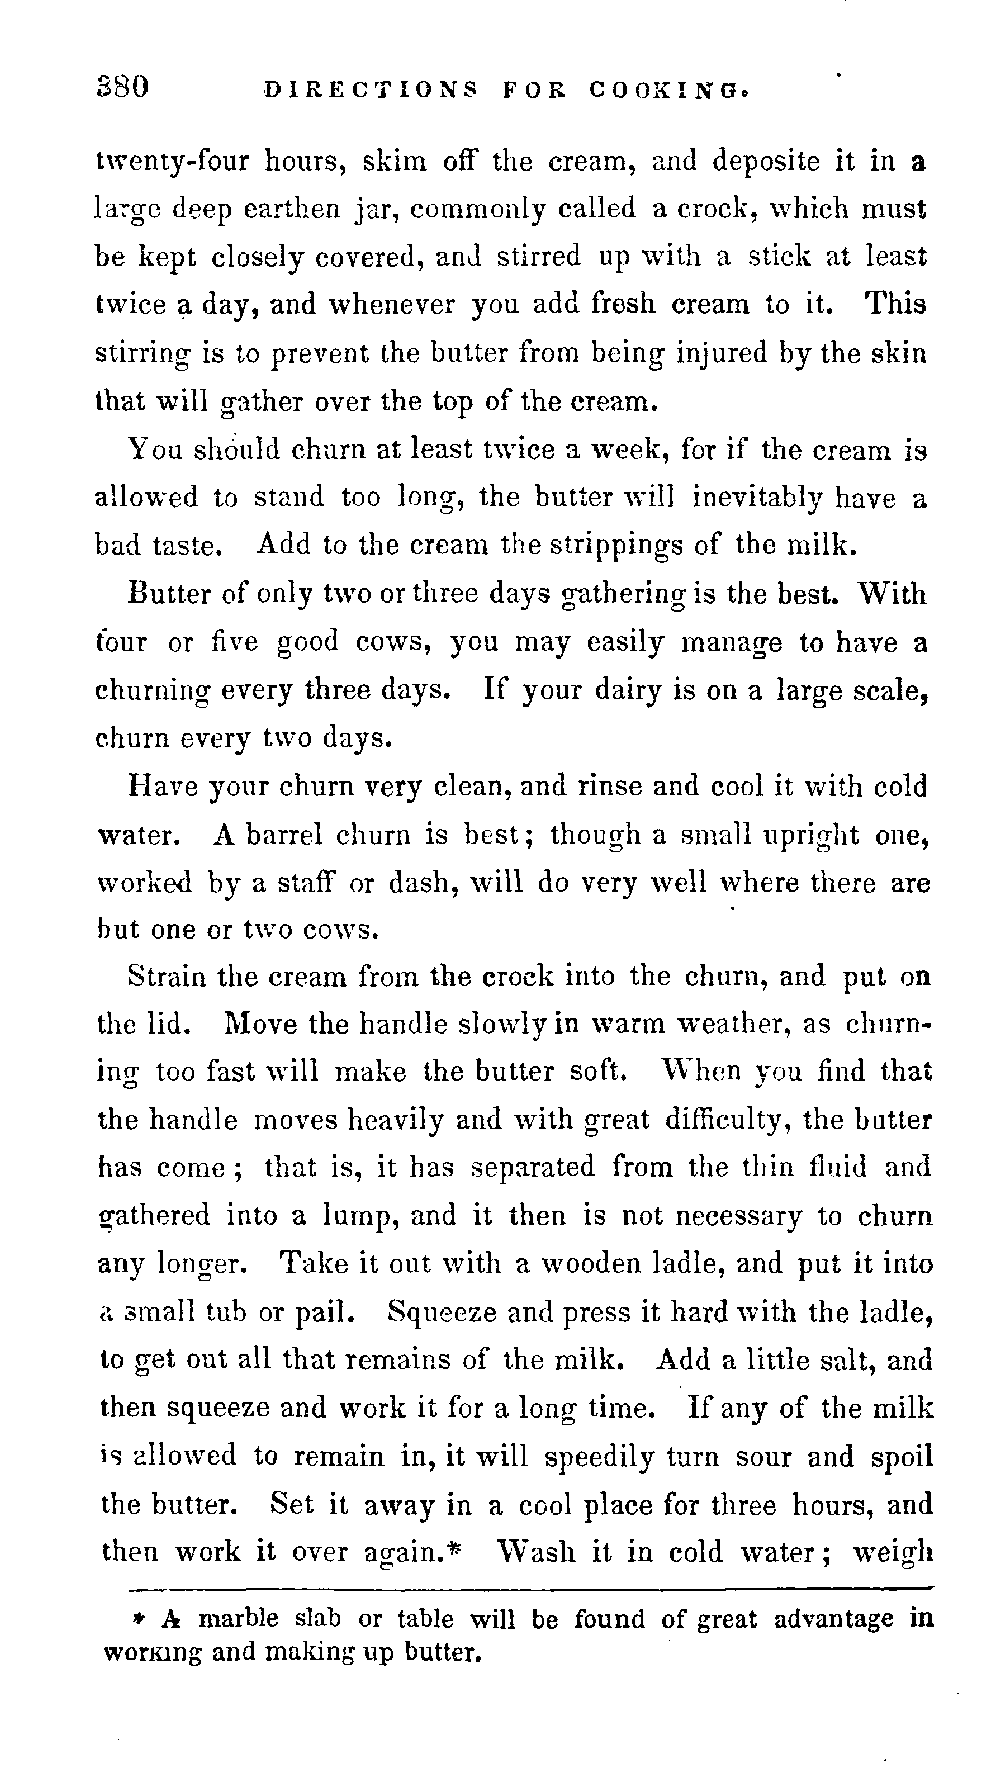 380 DIRECTIONS FOR COOKING.
twenty-four hours, skim off the cream, and deposite it in a
large deep earthen jar, commonly called a crock, which must
be kept closely covered, and stirred up with a stick at least
twice a day, and whenever you add fresh cream to it. This
stirring is to prevent the butter from being injured by the skin
that will gather over the top of the cream.
You should churn at least twice a week, for if the cream is
allowed to stand too long, the butter will inevitably have a
bad taste. Add to the cream the strippings of the milk.
Butter of only two or three days gathering is the best. With
four or five good cows, you may easily manage to have a
churning every three days. If your dairy is on a large scale,
churn every two days.
Have your churn very clean, and rinse and cool it with cold
water. A barrel churn is best; though a small upright one,
worked by a staff or dash, will do very well where there are
but one or two cows.
Strain the cream from the crock into the churn, and put on
the lid. Move the handle slowly in warm weather, as churn-
ing too fast will make the butter soft. When you find that
the handle moves heavily and with great difficulty, the butter
has come; that is, it has separated from the thin fluid and
gathered into a lump, and it then is not necessary to churn
any longer. Take it out with a wooden ladle, and put it into
a small tub or pail. Squeeze and press it hard with the ladle,
to get out all that remains of the milk. Add a little salt, and
then squeeze and work it for a long time. If any of the milk
is allowed to remain in, it will speedily turn sour and spoil
the butter. Set it away in a cool place for three hours, and
then work it over again.* Wash it in cold water; weigh
* A marble slab or table will be found of great advantage in
working and making up butter.